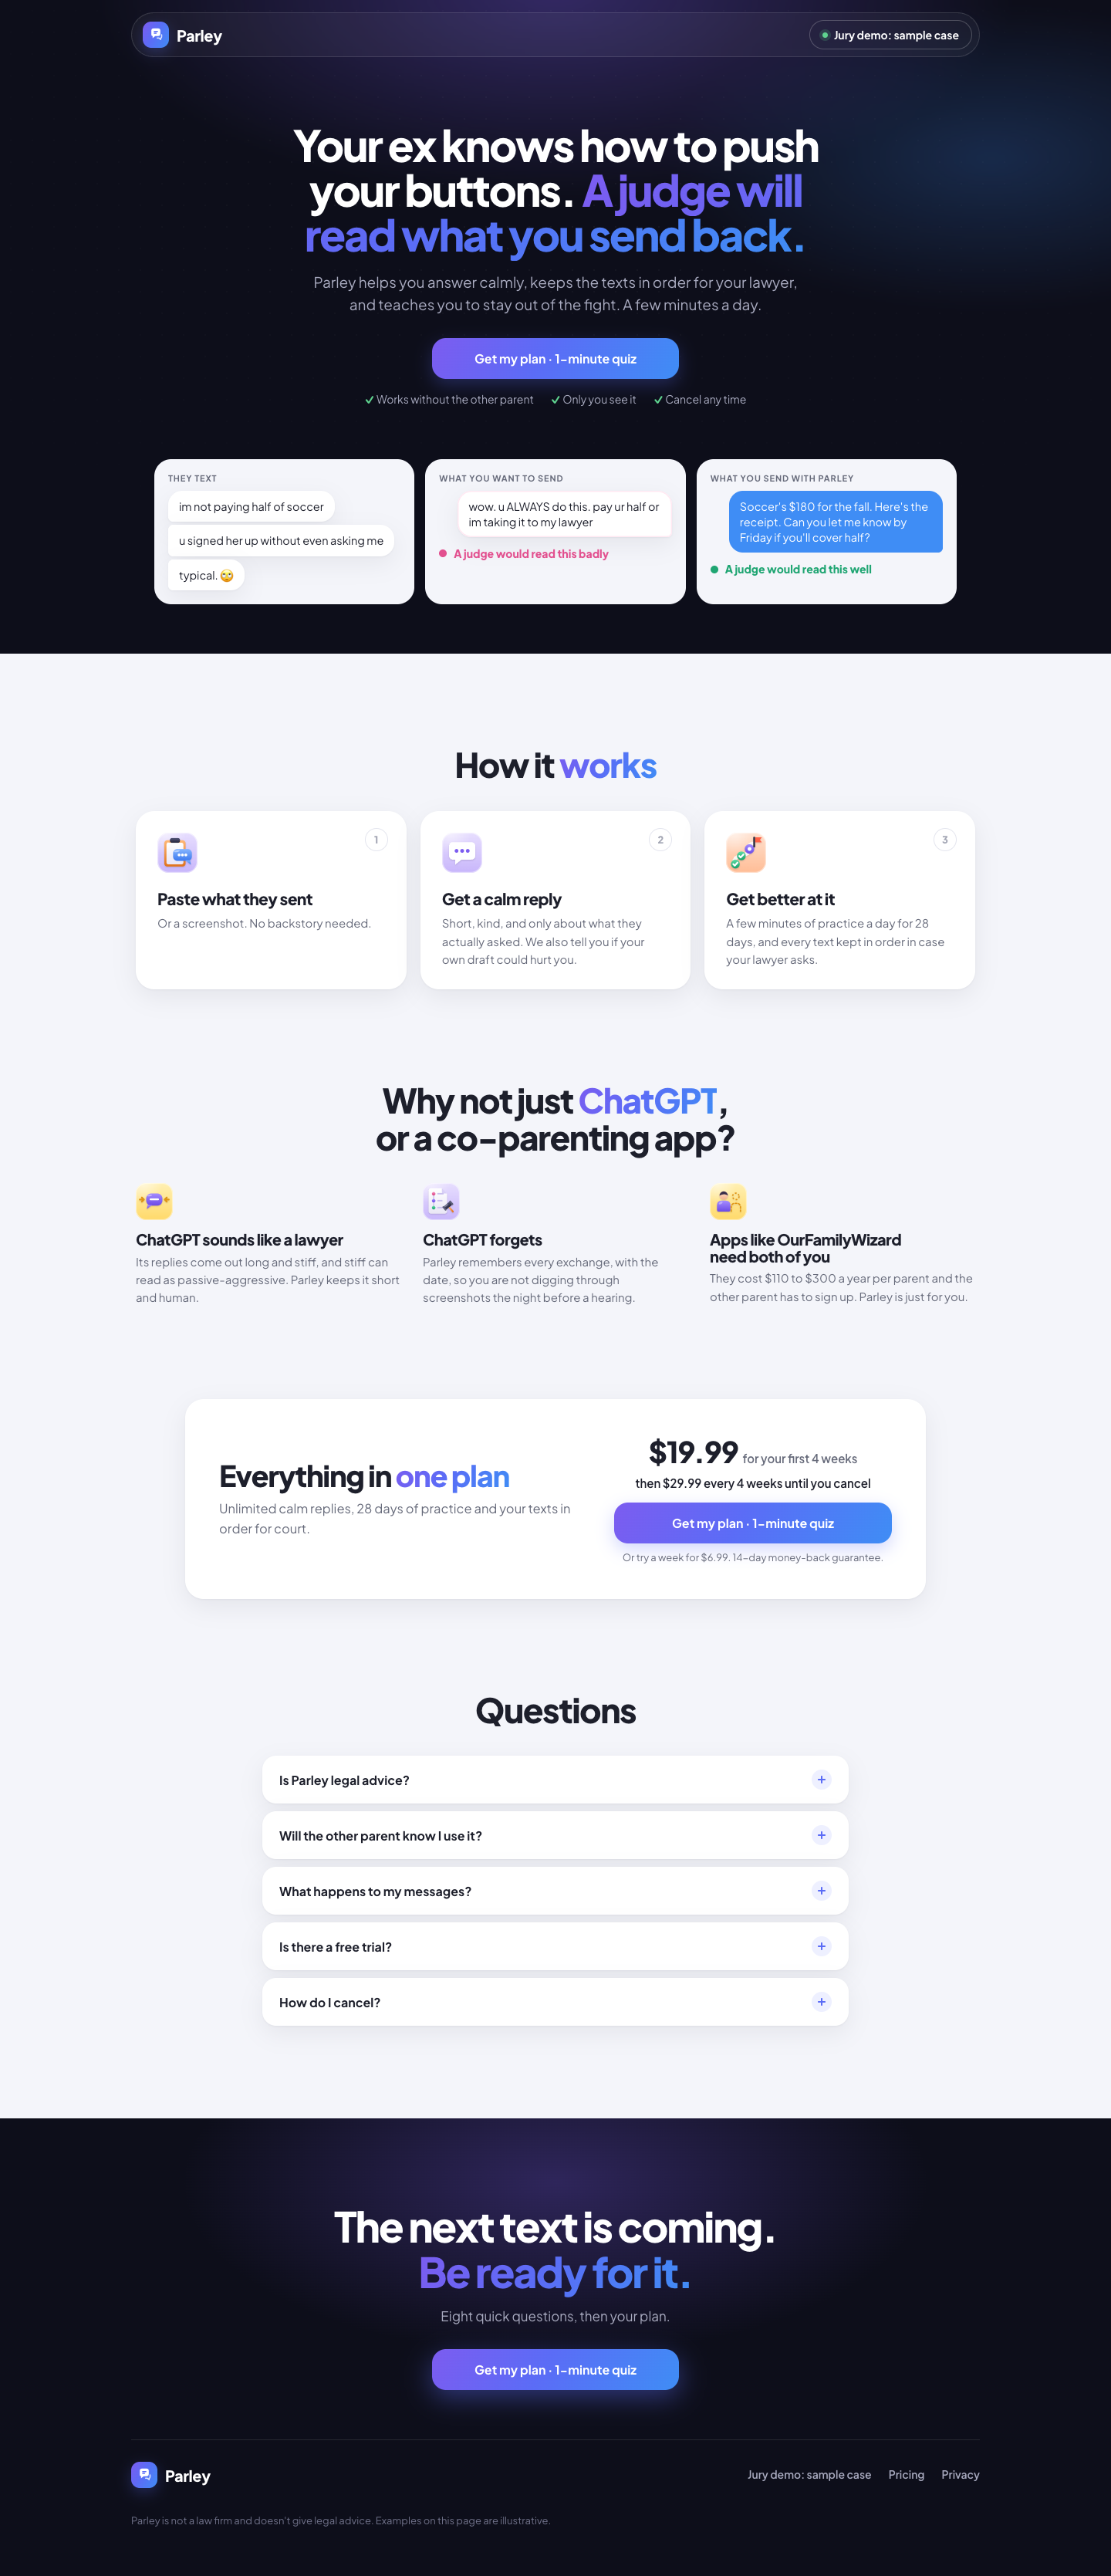 Parley
Jury demo: sample case
Your ex knows how to push
your buttons. A judge will
read what you send back.
Parley helps you answer calmly, keeps the texts in order for your lawyer,
and teaches you to stay out of the fight. A few minutes a day.
Get my plan · 1-minute quiz
Works without the other parent
Only you see it
Cancel any time
THEY TEXT
im not paying half of soccer
u signed her up without even asking me
typical. 🙄
WHAT YOU WANT TO SEND
wow. u ALWAYS do this. pay ur half or
im taking it to my lawyer
A judge would read this badly
WHAT YOU SEND WITH PARLEY
Soccer's $180 for the fall. Here's the
receipt. Can you let me know by
Friday if you'll cover half?
A judge would read this well
How it works
1
Paste what they sent
Or a screenshot. No backstory needed.
2
Get a calm reply
Short, kind, and only about what they
actually asked. We also tell you if your
own draft could hurt you.
3
Get better at it
A few minutes of practice a day for 28
days, and every text kept in order in case
your lawyer asks.
Why not just ChatGPT,
or a co-parenting app?
ChatGPT sounds like a lawyer
Its replies come out long and stiff, and stiff can
read as passive-aggressive. Parley keeps it short
and human.
ChatGPT forgets
Parley remembers every exchange, with the
date, so you are not digging through
screenshots the night before a hearing.
Apps like OurFamilyWizard
need both of you
They cost $110 to $300 a year per parent and the
other parent has to sign up. Parley is just for you.
Everything in one plan
Unlimited calm replies, 28 days of practice and your texts in
order for court.
$19.99 for your first 4 weeks
then $29.99 every 4 weeks until you cancel
Get my plan · 1-minute quiz
Or try a week for $6.99. 14-day money-back guarantee.
Questions
Is Parley legal advice?
Will the other parent know I use it?
What happens to my messages?
Is there a free trial?
How do I cancel?
The next text is coming.
Be ready for it.
Eight quick questions, then your plan.
Get my plan · 1-minute quiz
Parley
Jury demo: sample case
Pricing
Privacy
Parley is not a law firm and doesn't give legal advice. Examples on this page are illustrative.